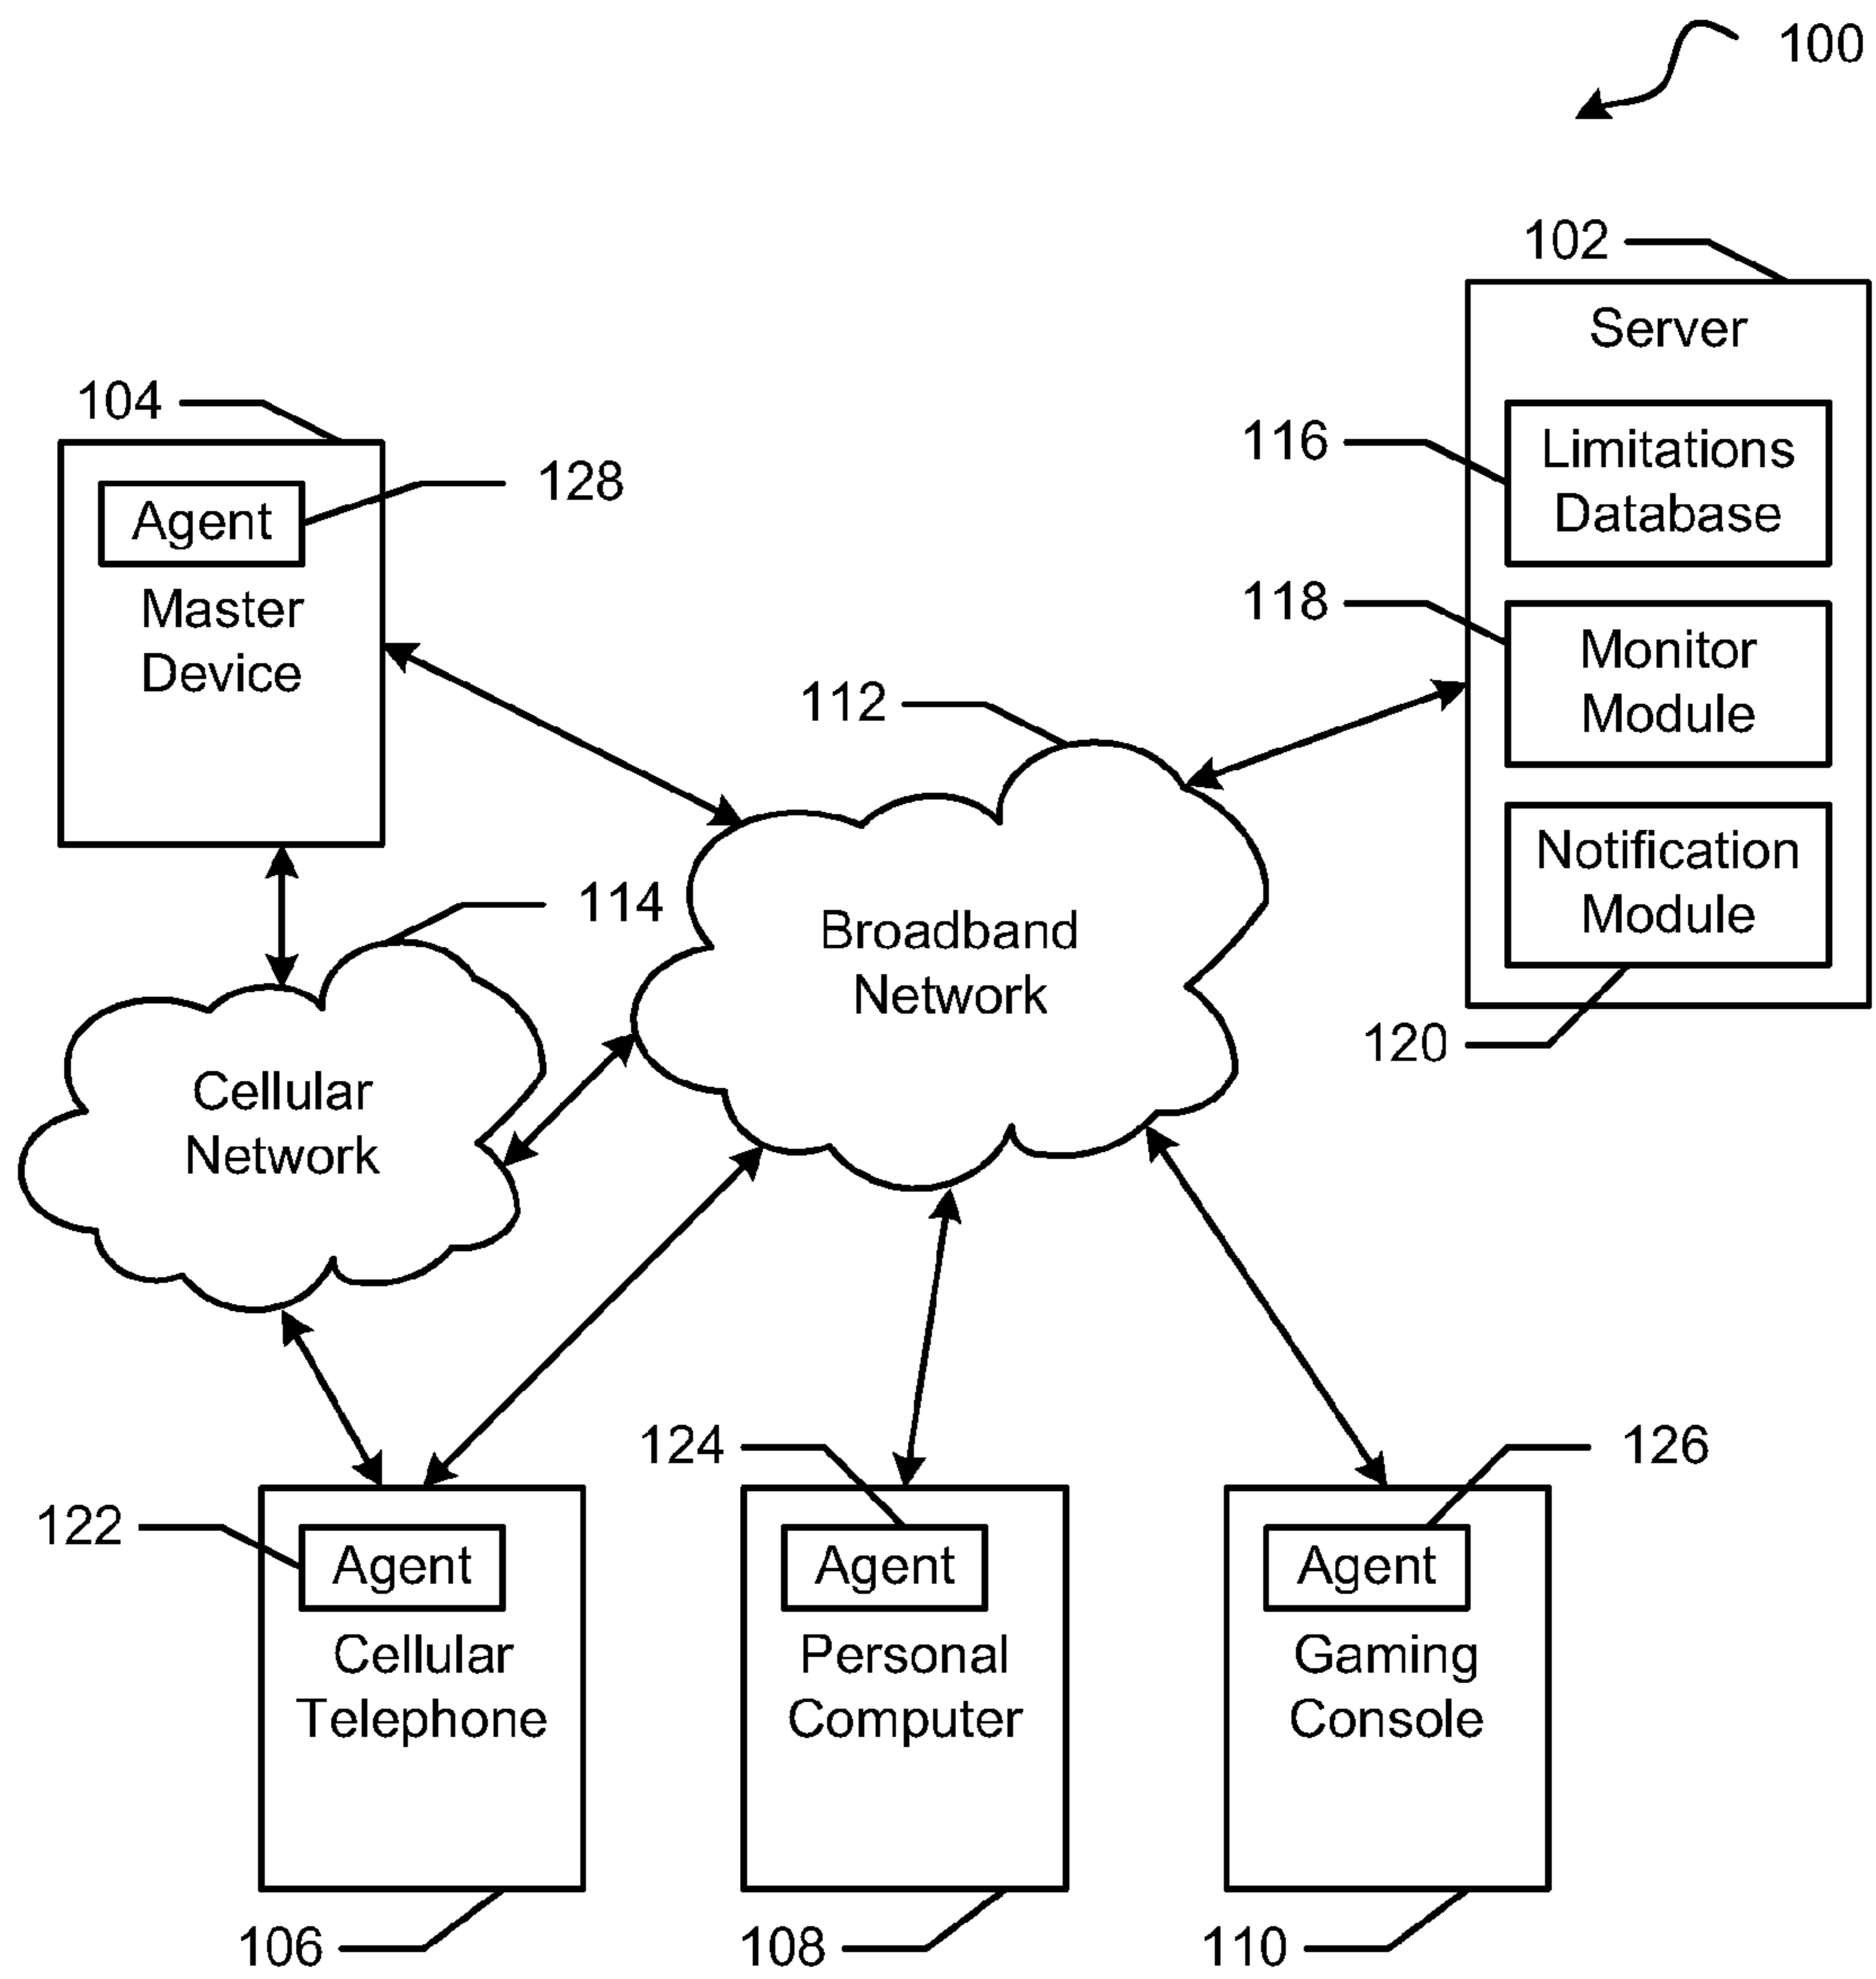 100
102
Server
104
116
Limitations
Database
128
Agent
Master
Device
118
Monitor
Module
112
Notification
Module
114
Broadband
Network
120
Cellular
Network
124
126
122
Agent
Cellular
Telephone
Agent
Personal
Computer
Agent
Gaming
Console
106
108
110